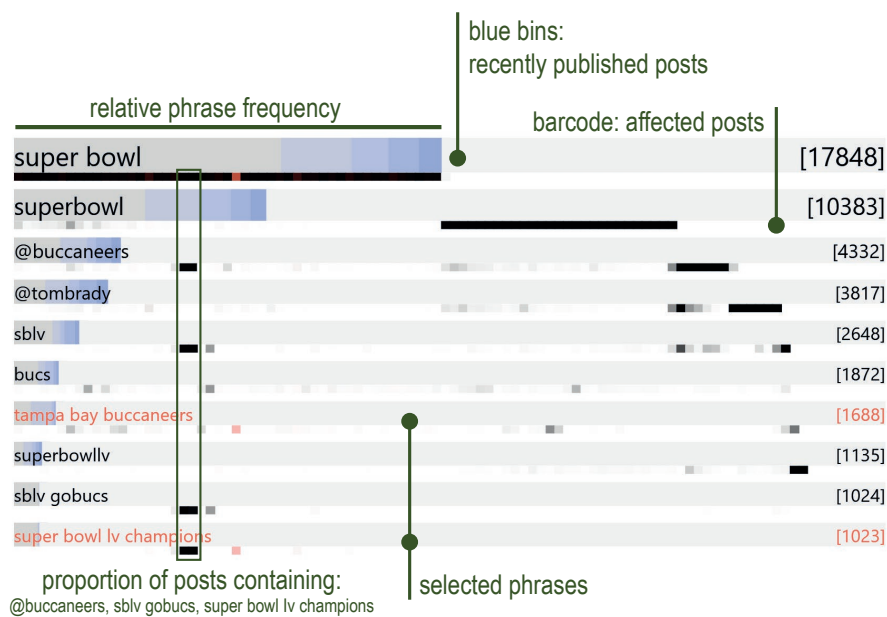 blue bins:
recently published posts
relative phrase frequency
barcode: affected posts
super bowl [17848]
superbowl [10383]
@buccaneers [4332]
@tombrady [3817]
sblv [2648]
bucs [1872]
tampa bay buccaneers [1688]
superbowllv [1135]
sblv gobucs [1024]
super bowl lv champions [1023]
proportion of posts containing:
@buccaneers, sblv gobucs, super bowl lv champions
selected phrases